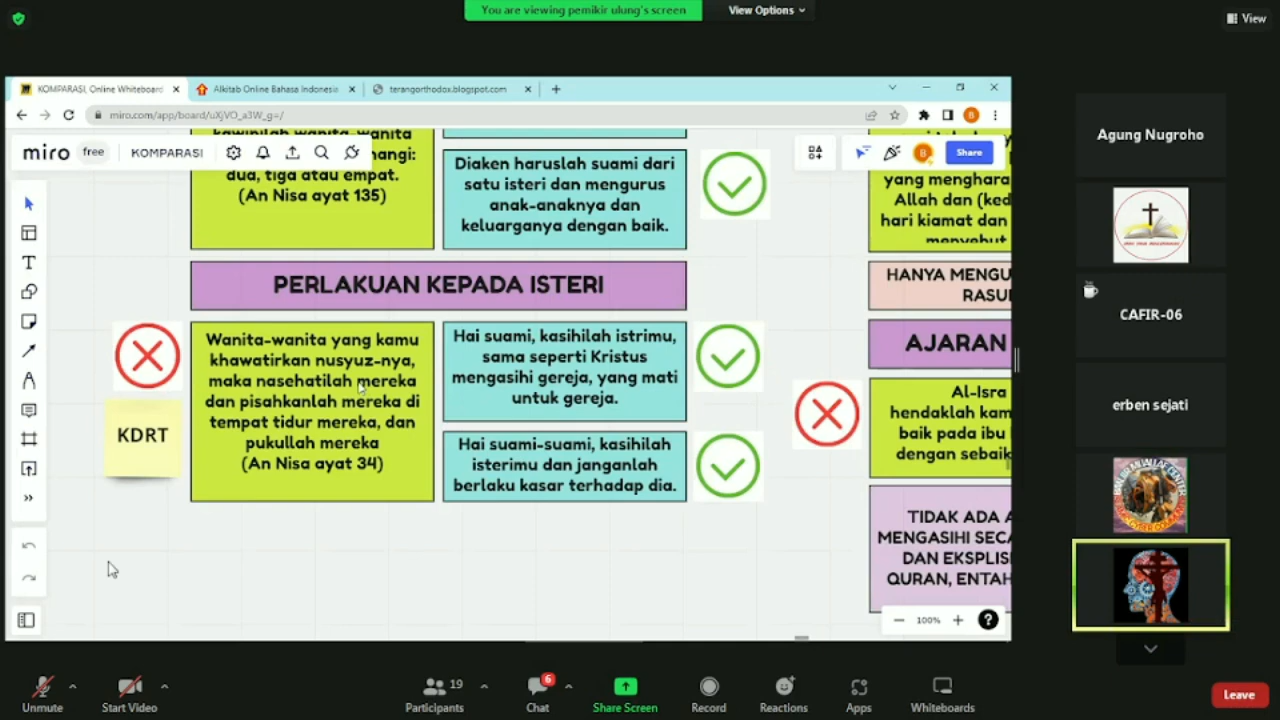 You are viewing pemikir ulung's screen
View Options
View
KOMPARASI, Online Whiteboard
Alkitab Online Bahasa Indonesia
terangorthodox.blogspot.com
miro.com/app/board/uXjVO_a3W_g=/
B
miro
free
KOMPARASI
B
Share
kawinilah wanita-wanita
nangi:
dua, tiga atau empat.
(An Nisa ayat 135)
Diaken haruslah suami dari
satu isteri dan mengurus
anak-anaknya dan
keluarganya dengan baik.
yang menghara
Allah dan (ked
hari kiamat dan
menyebut
PERLAKUAN KEPADA ISTERI
HANYA MENGU
RASUL
KDRT
Wanita-wanita yang kamu
khawatirkan nusyuz-nya,
maka nasehatilah mereka
dan pisahkanlah mereka di
tempat tidur mereka, dan
pukullah mereka
(An Nisa ayat 34)
Hai suami, kasihilah istrimu,
sama seperti Kristus
mengasihi gereja, yang mati
untuk gereja.
Hai suami-suami, kasihilah
isterimu dan janganlah
berlaku kasar terhadap dia.
AJARAN
Al-Isra
hendaklah kam
baik pada ibu
dengan sebaik
TIDAK ADA A
MENGASIHI SECA
DAN EKSPLISI
QURAN, ENTAH
100%
Agung Nugroho
CAFIR-06
erben sejati
Unmute
Start Video
Participants
19
Chat
6
Share Screen
Record
Reactions
Apps
Whiteboards
Leave